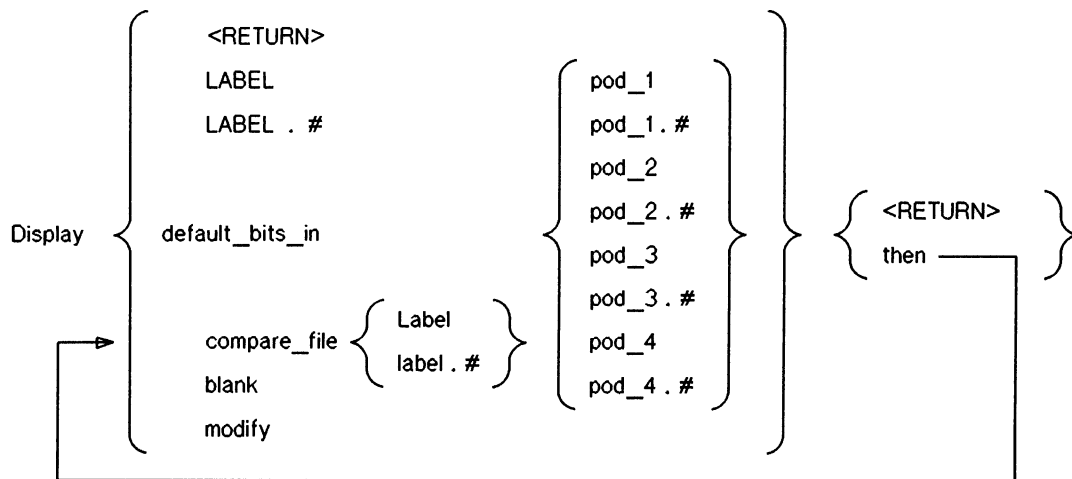 Display
<RETURN>
LABEL
LABEL . #
default_bits_in
compare_file
blank
modify
Label
label . #
pod_1
pod_1 . #
pod_2
pod_2 . #
pod_3
pod_3 . #
pod_4
pod_4 . #
<RETURN>
then